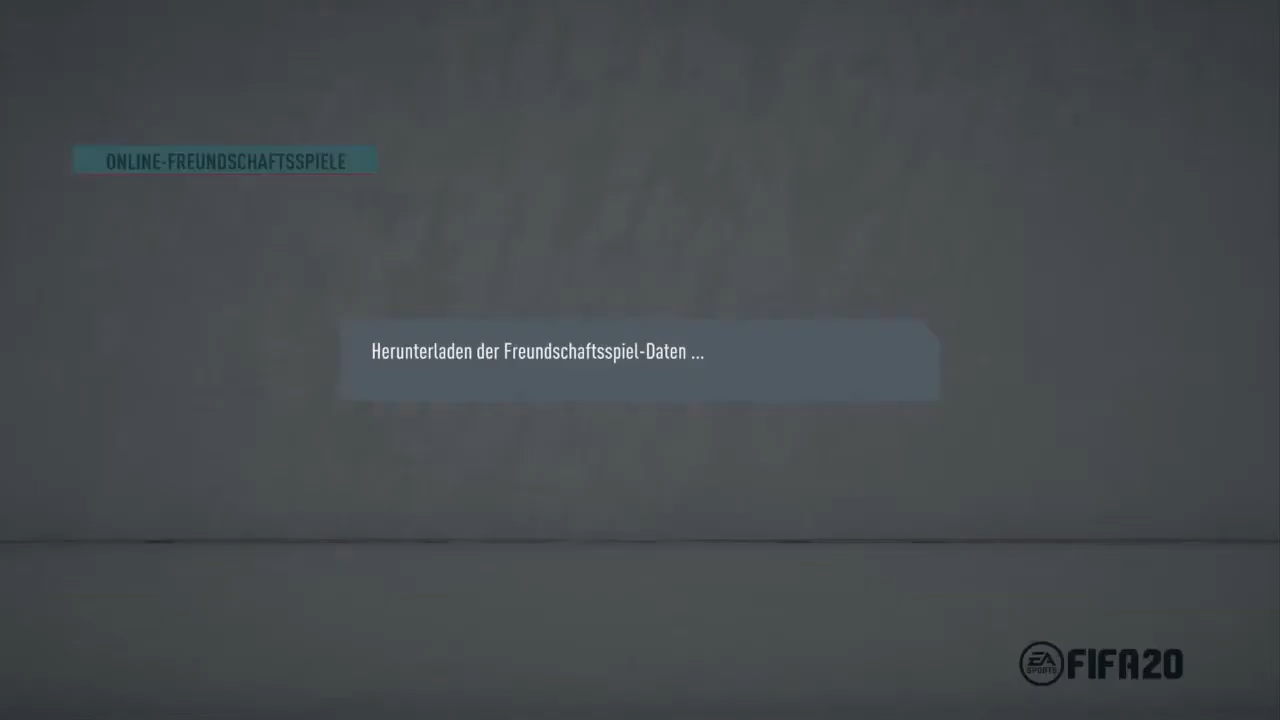 ONLINE-FREUNDSCHAFTSSPIELE
Herunterladen der Freundschaftsspiel-Daten ...
EA SPORTS FIFA20